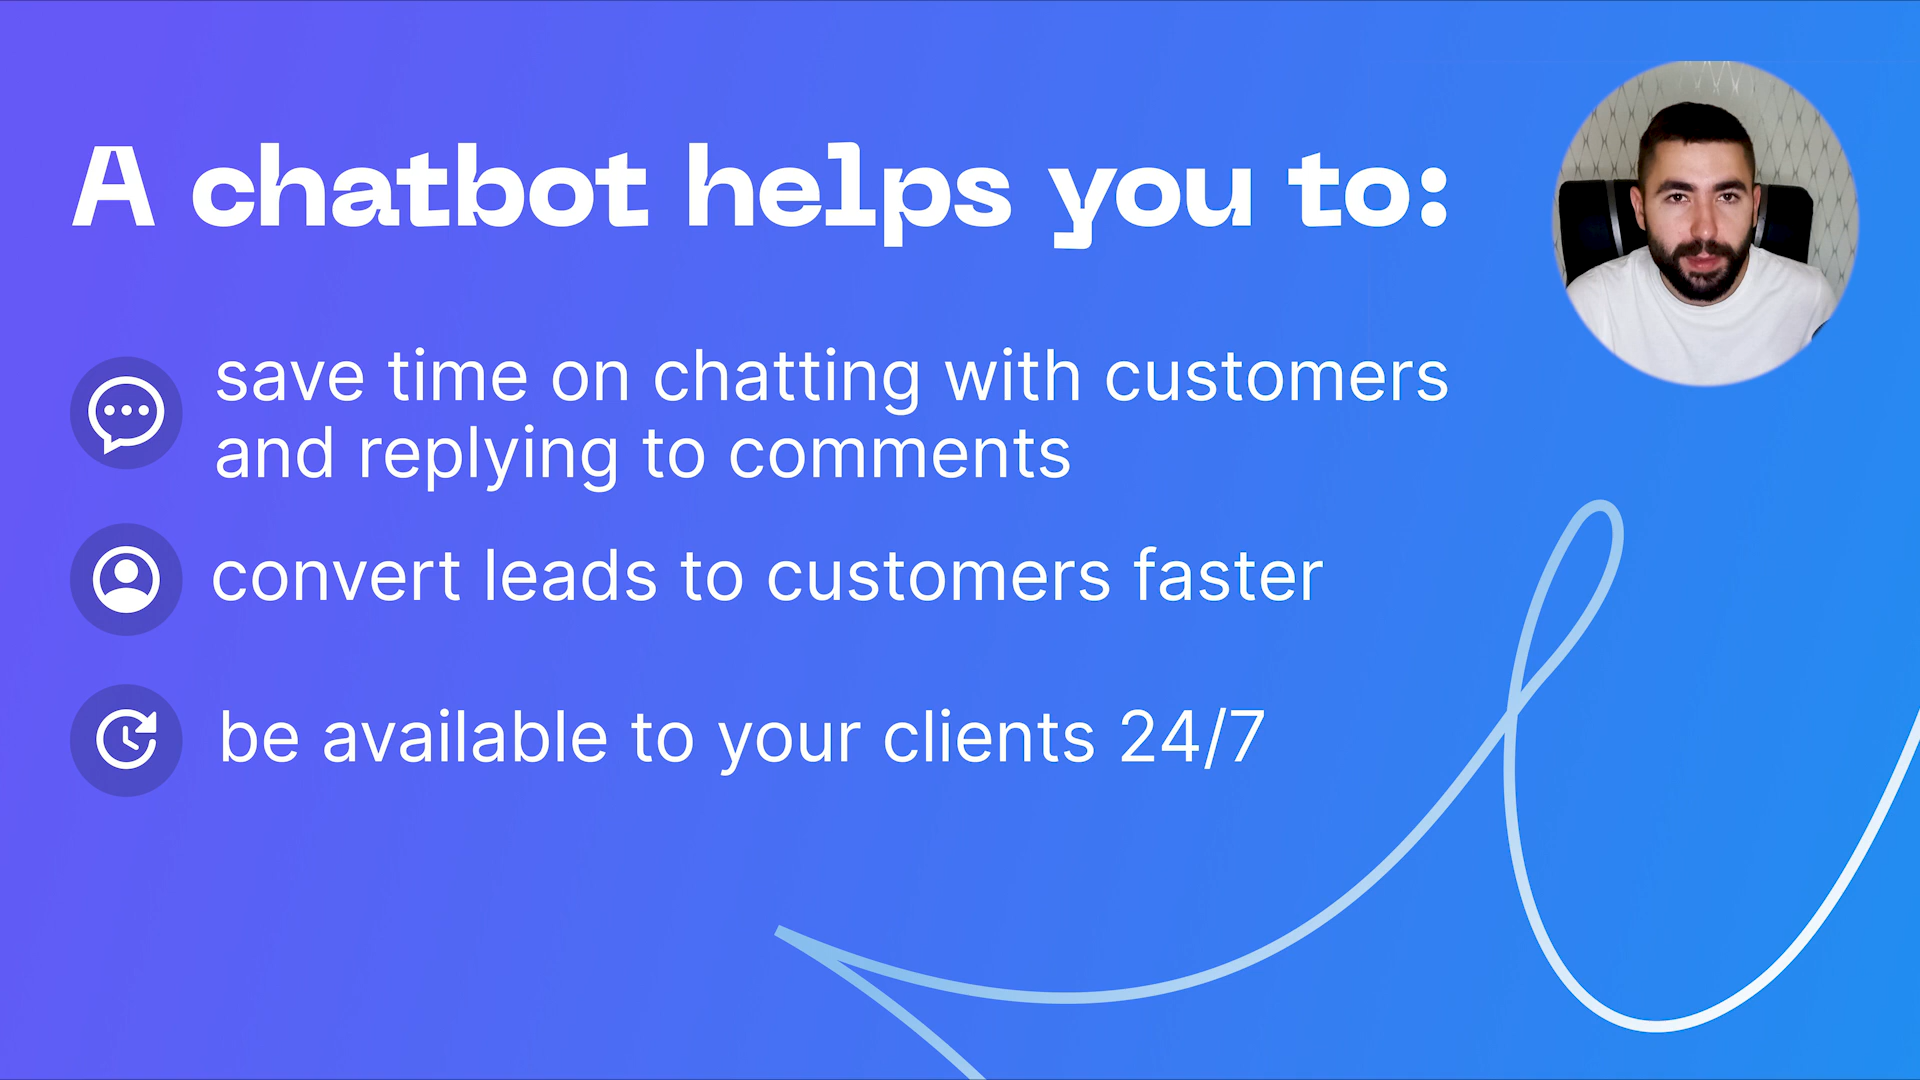 A chatbot helps you to:
save time on chatting with customers
and replying to comments
convert leads to customers faster
be available to your clients 24/7